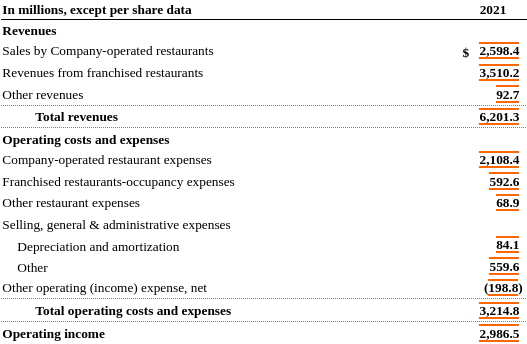 In millions, except per share data 2021
Revenues
Sales by Company-operated restaurants $ 2,598.4
Revenues from franchised restaurants 3,510.2
Other revenues 92.7
Total revenues 6,201.3
Operating costs and expenses
Company-operated restaurant expenses 2,108.4
Franchised restaurants-occupancy expenses 592.6
Other restaurant expenses 68.9
Selling, general & administrative expenses
Depreciation and amortization 84.1
Other 559.6
Other operating (income) expense, net (198.8)
Total operating costs and expenses 3,214.8
Operating income 2,986.5